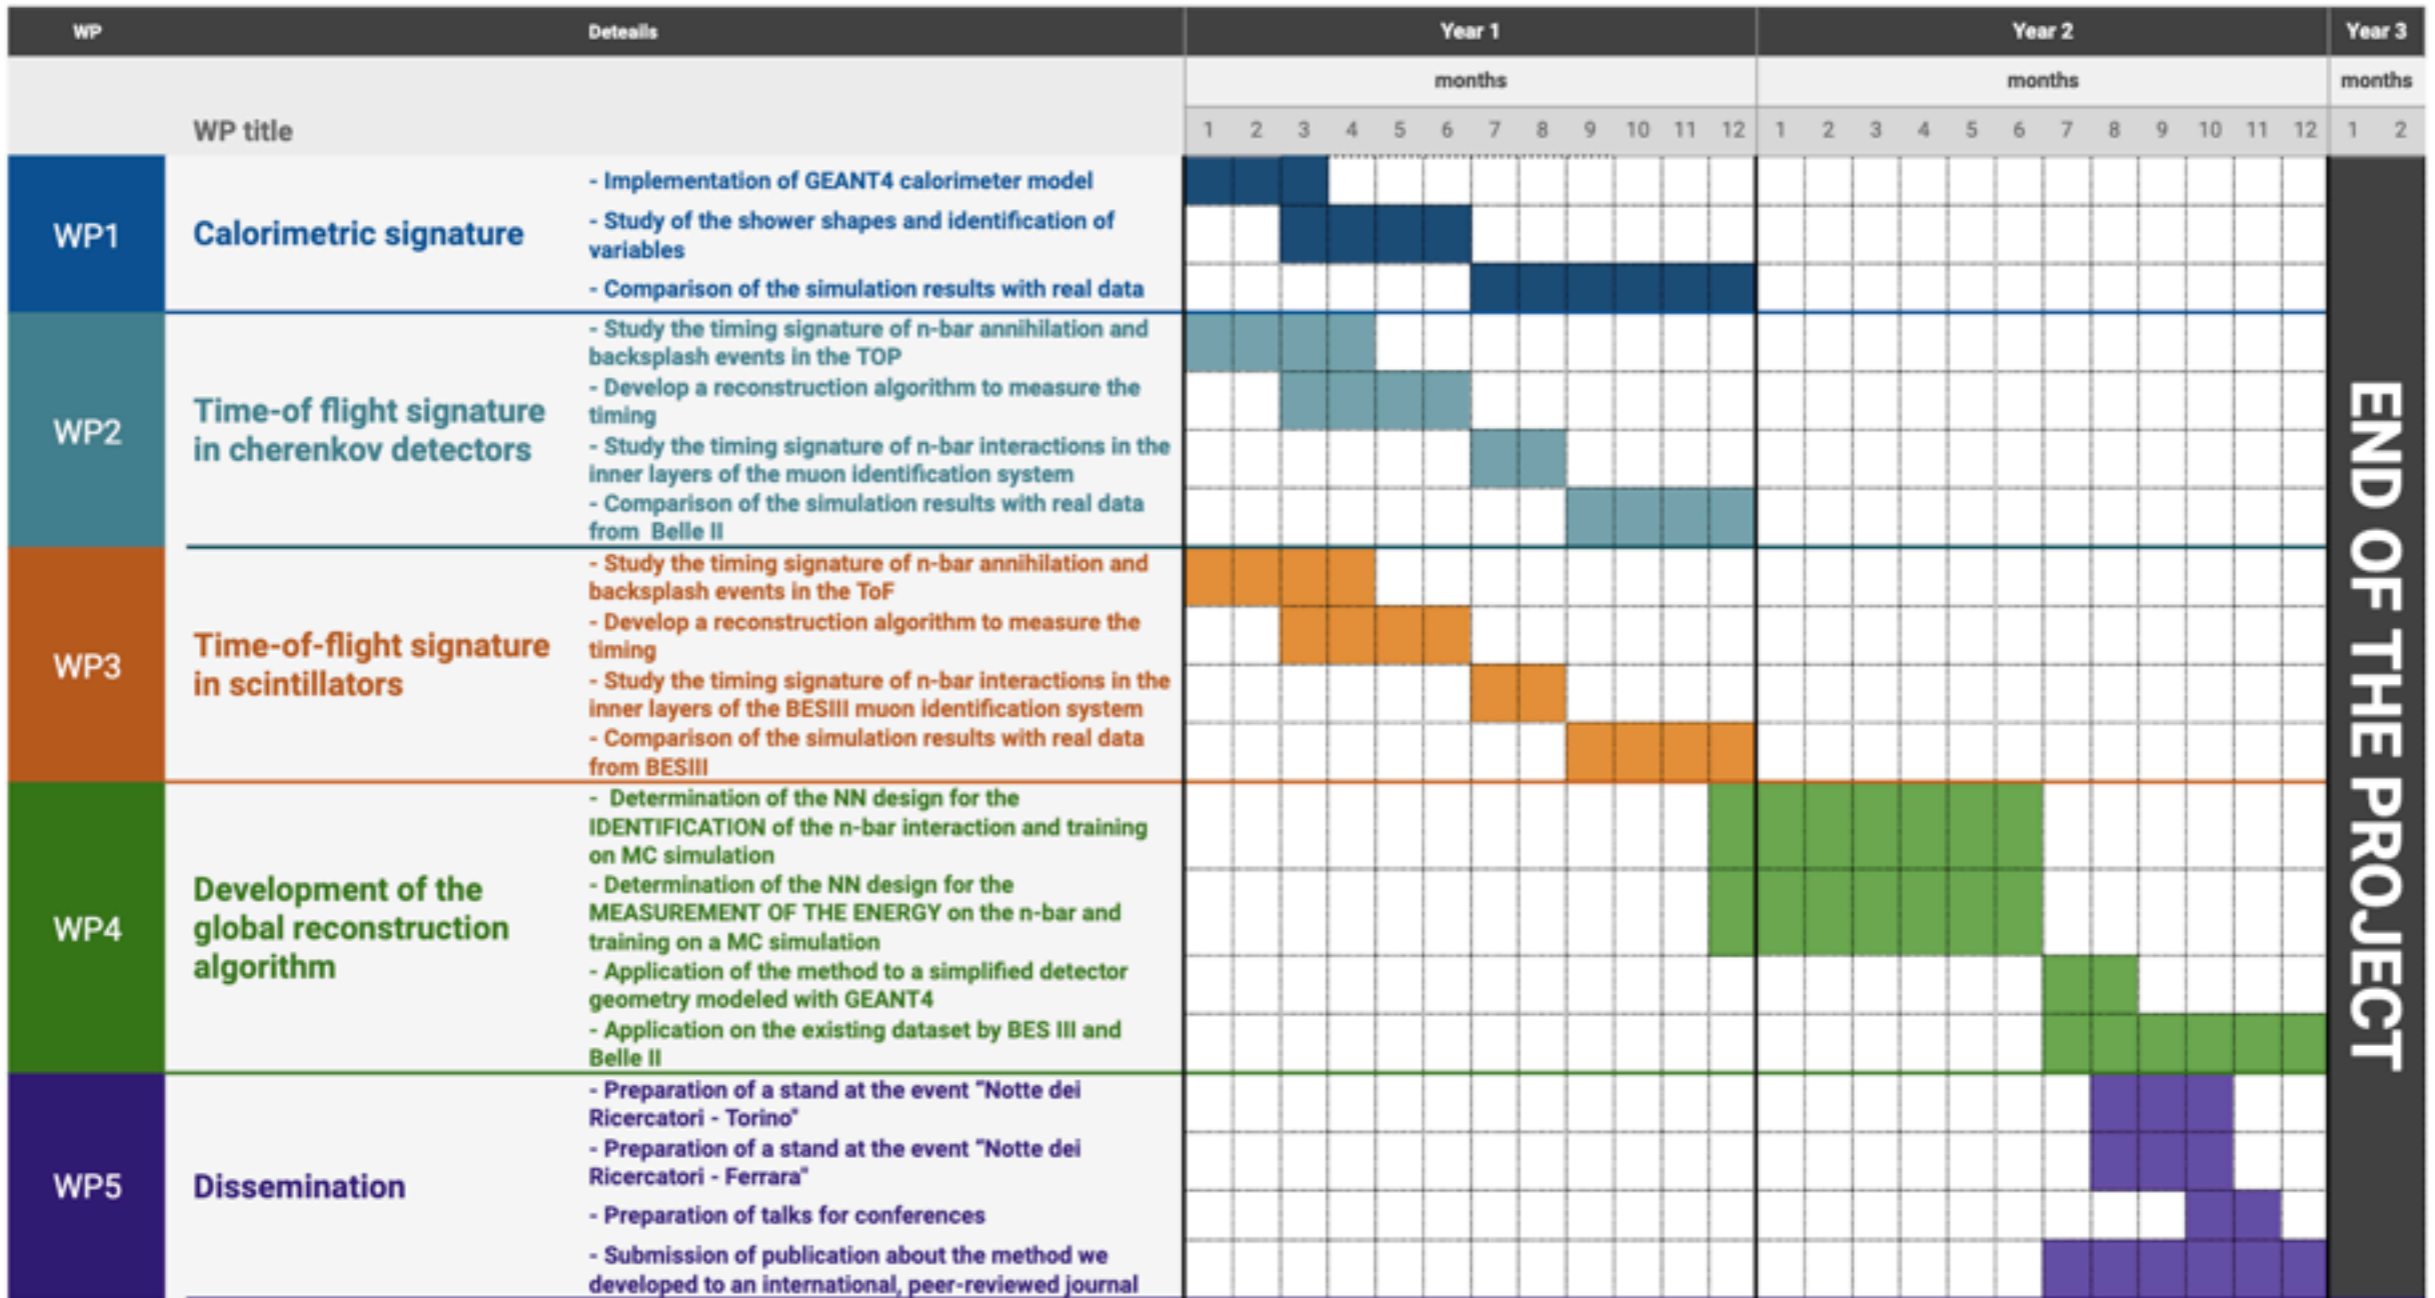 WP Deteails Year 1 Year 2 Year 3
months months months
WP title 1 2 3 4 5 6 7 8 9 10 11 12 1 2 3 4 5 6 7 8 9 10 11 12 1 2
WP1
Calorimetric signature
- Implementation of GEANT4 calorimeter model
- Study of the shower shapes and identification of
variables
- Comparison of the simulation results with real data
WP2
Time-of flight signature
in cherenkov detectors
- Study the timing signature of n-bar annihilation and
backsplash events in the TOP
- Develop a reconstruction algorithm to measure the
timing
- Study the timing signature of n-bar interactions in the
inner layers of the muon identification system
- Comparison of the simulation results with real data
from Belle II
WP3
Time-of-flight signature
in scintillators
- Study the timing signature of n-bar annihilation and
backsplash events in the ToF
- Develop a reconstruction algorithm to measure the
timing
- Study the timing signature of n-bar interactions in the
inner layers of the BESIII muon identification system
- Comparison of the simulation results with real data
from BESIII
WP4
Development of the
global reconstruction
algorithm
- Determination of the NN design for the
IDENTIFICATION of the n-bar interaction and training
on MC simulation
- Determination of the NN design for the
MEASUREMENT OF THE ENERGY on the n-bar and
training on a MC simulation
- Application of the method to a simplified detector
geometry modeled with GEANT4
- Application on the existing dataset by BES III and
Belle II
WP5
Dissemination
- Preparation of a stand at the event "Notte dei
Ricercatori - Torino"
- Preparation of a stand at the event "Notte dei
Ricercatori - Ferrara"
- Preparation of talks for conferences
- Submission of publication about the method we
developed to an international, peer-reviewed journal
END OF THE PROJECT